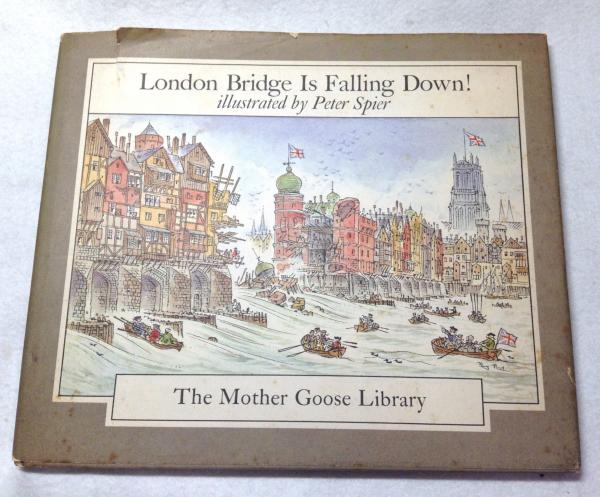 London Bridge Is Falling Down!
illustrated by Peter Spier
The Mother Goose Library